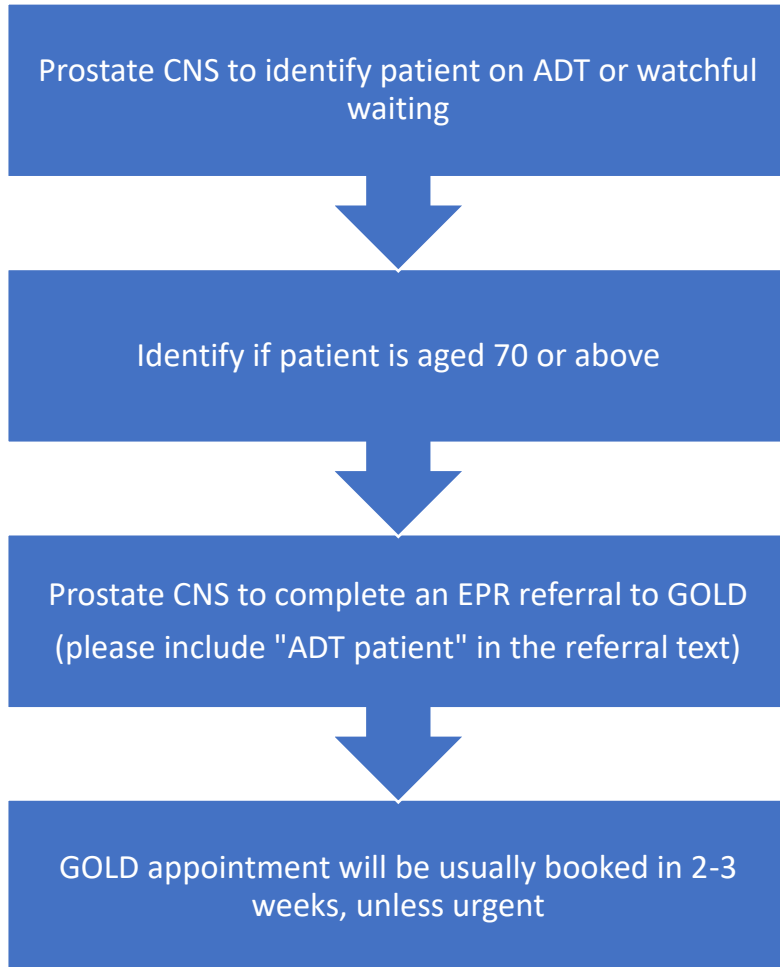 Prostate CNS to identify patient on ADT or watchful
waiting
Identify if patient is aged 70 or above
Prostate CNS to complete an EPR referral to GOLD
(please include "ADT patient" in the referral text)
GOLD appointment will be usually booked in 2-3
weeks, unless urgent